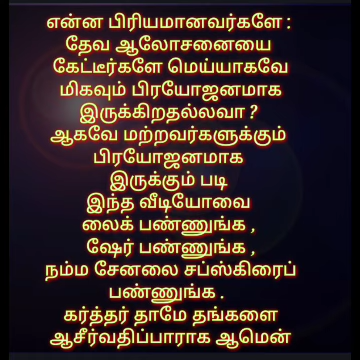 என்ன பிரியமானவர்களே :
தேவ ஆலோசனையை
கேட்டீர்களே மெய்யாகவே
மிகவும் பிரயோஜனமாக
இருக்கிறதல்லவா ?
ஆகவே மற்றவர்களுக்கும்
பிரயோஜனமாக
இருக்கும் படி
இந்த வீடியோவை
லைக் பண்ணுங்க ,
ஷேர் பண்ணுங்க ,
நம்ம சேனலை சப்ஸ்கிரைப்
பண்ணுங்க .
கர்த்தர் தாமே தங்களை
ஆசீர்வதிப்பாராக ஆமென்